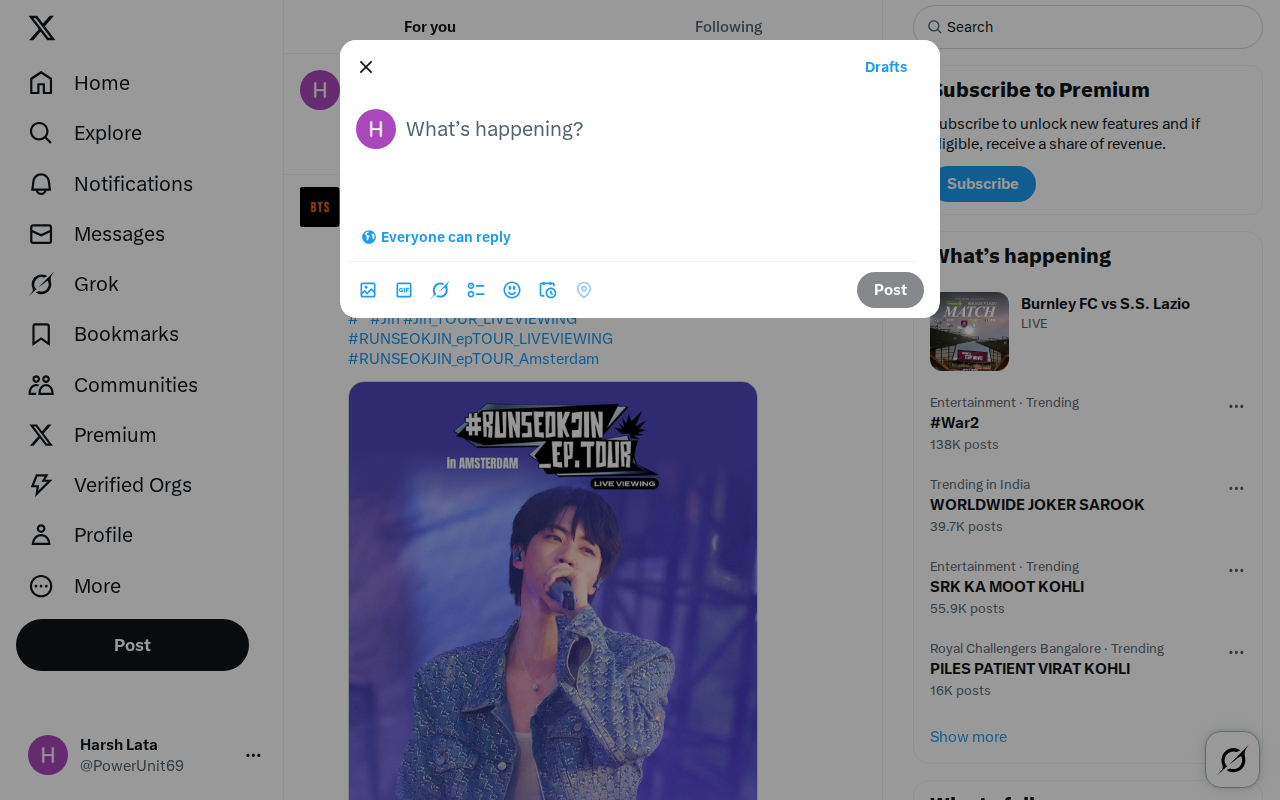 For you
Following
Search
Home
Explore
Notifications
Messages
Grok
Bookmarks
Communities
Premium
Verified Orgs
Profile
More
Post
H
Harsh Lata
@PowerUnit69
H
BTS
Drafts
H
What's happening?
Everyone can reply
GIF
Post
#Jin_TOUR_LIVEVIEWING
#RUNSEOKJIN_epTOUR_LIVEVIEWING
#RUNSEOKJIN_epTOUR_Amsterdam
#RUNSEOKJIN
_EP.TOUR
in AMSTERDAM
LIVE VIEWING
Subscribe to Premium
Subscribe to unlock new features and if
eligible, receive a share of revenue.
Subscribe
What's happening
MATCH
Burnley FC vs S.S. Lazio
LIVE
Entertainment · Trending
#War2
138K posts
Trending in India
WORLDWIDE JOKER SAROOK
39.7K posts
Entertainment · Trending
SRK KA MOOT KOHLI
55.9K posts
Royal Challengers Bangalore · Trending
PILES PATIENT VIRAT KOHLI
16K posts
Show more